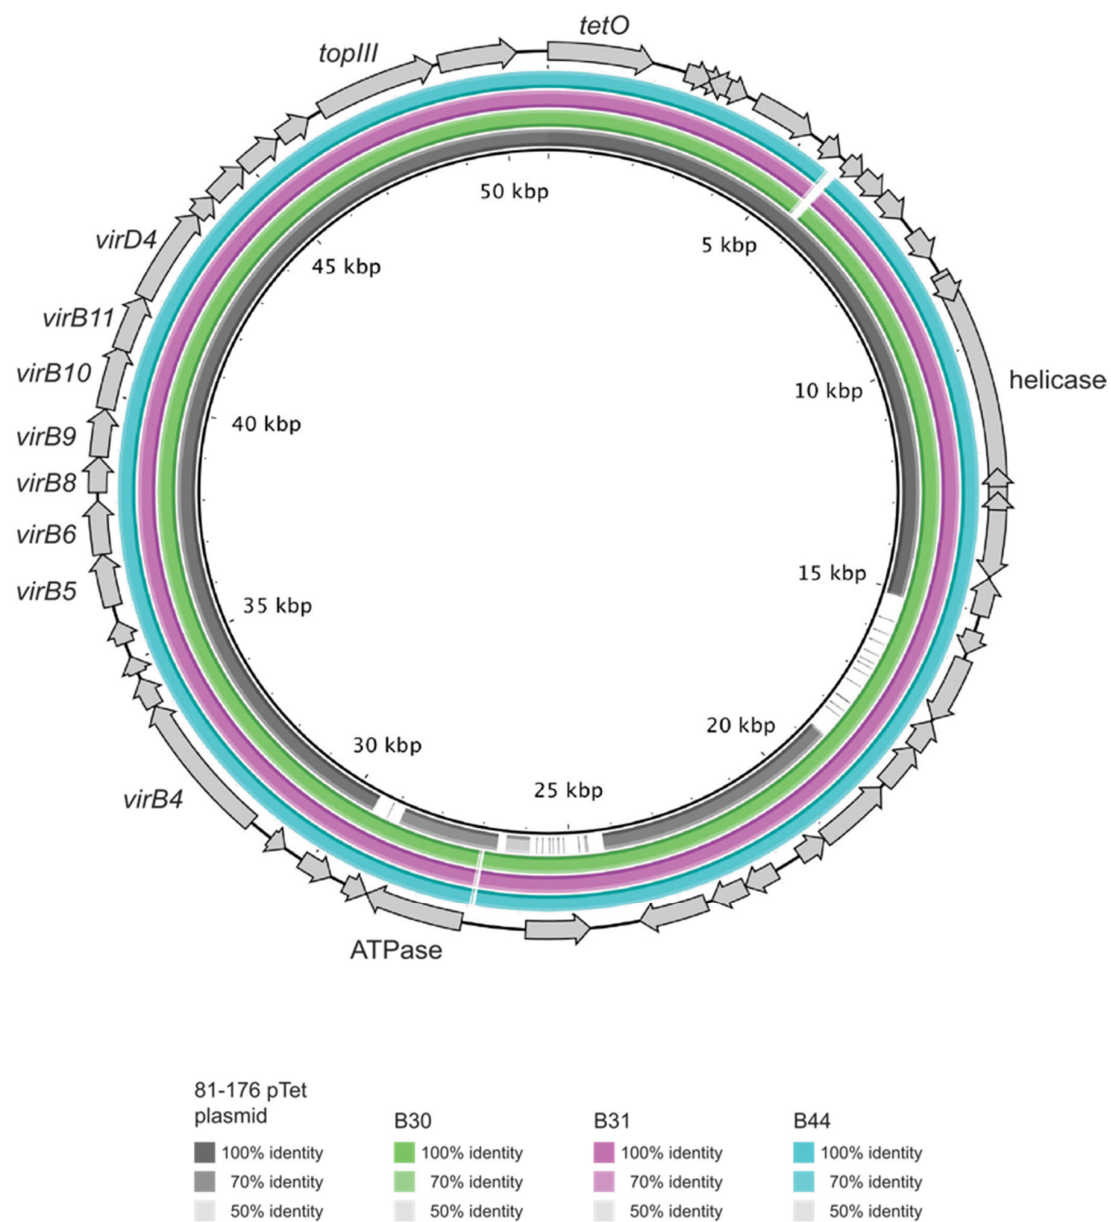 tetO
topIII
50 kbp
virD4
5 kbp
45 kbp
virB11
virB10
helicase
10 kbp
40 kbp
virB9
virB8
virB6
15 kbp
virB5
35 kbp
20 kbp
30 kbp
25 kbp
virB4
ATPase
81-176 pTet
plasmid
100% identity
70% identity
50% identity
B30
100% identity
70% identity
50% identity
B31
100% identity
70% identity
50% identity
B44
100% identity
70% identity
50% identity